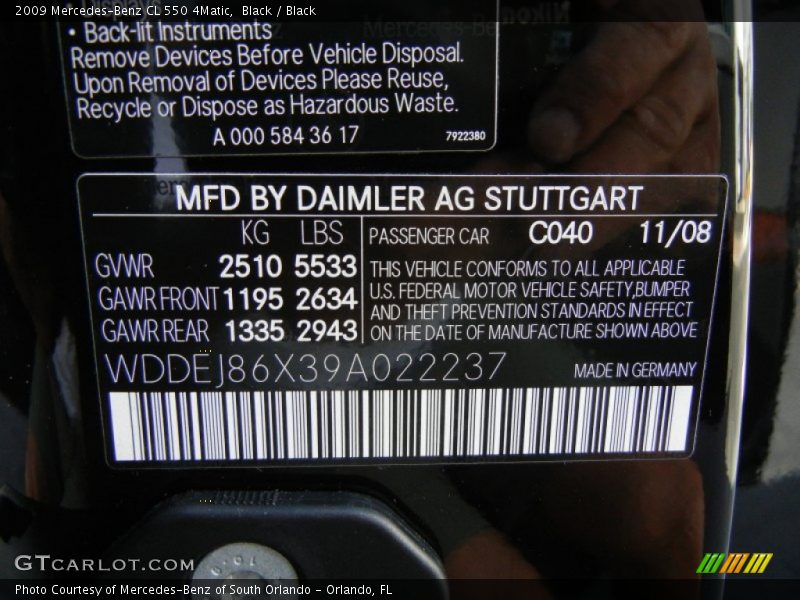 2009 Mercedes-Benz CL 550 4Matic, Black / Black
• Back-lit Instruments
Remove Devices Before Vehicle Disposal.
Upon Removal of Devices Please Reuse,
Recycle or Dispose as Hazardous Waste.
A 000 584 36 17 7922380
MFD BY DAIMLER AG STUTTGART
KG LBS PASSENGER CAR C040 11/08
GVWR 2510 5533
GAWR FRONT 1195 2634
GAWR REAR 1335 2943
THIS VEHICLE CONFORMS TO ALL APPLICABLE
U.S. FEDERAL MOTOR VEHICLE SAFETY,BUMPER
AND THEFT PREVENTION STANDARDS IN EFFECT
ON THE DATE OF MANUFACTURE SHOWN ABOVE
WDDEJ86X39A022237 MADE IN GERMANY
GTcarlot.com
Photo Courtesy of Mercedes-Benz of South Orlando - Orlando, FL